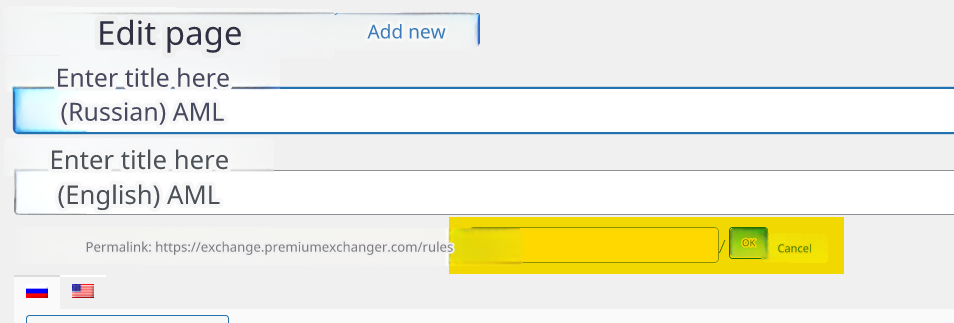 Edit page
Add new
Enter title here
(Russian) AML
Enter title here
(English) AML
Permalink: https://exchange.premiumexchanger.com/rules / OK Cancel